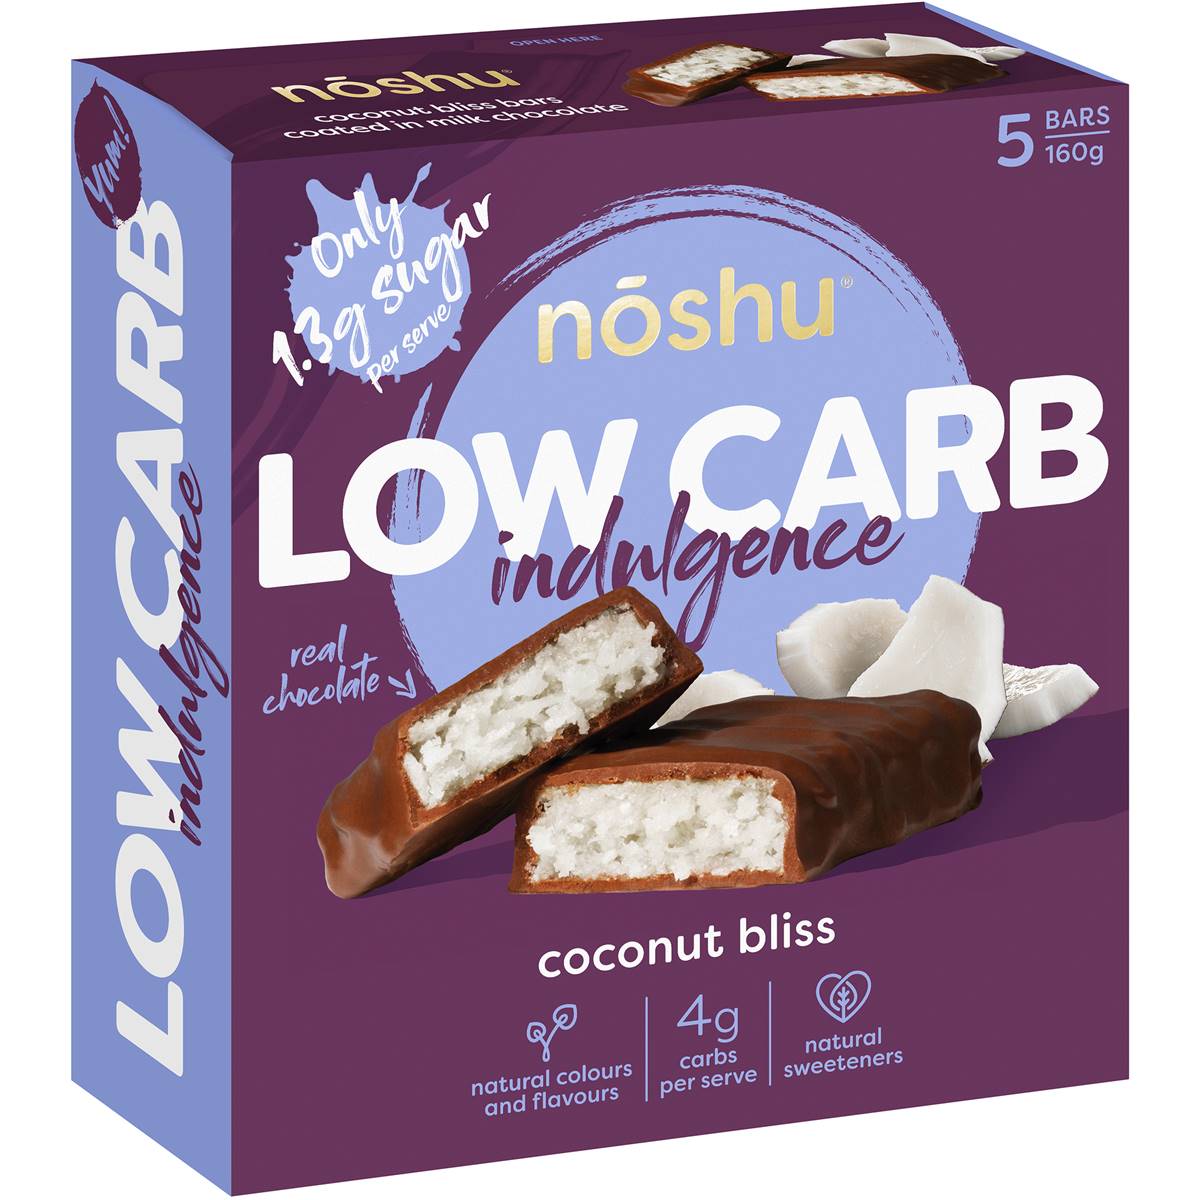 OPEN HERE
nōshu®
coconut bliss bars
coated in milk chocolate
5 BARS
160g
Yum!
LOW CARB
indulgence
Only
1.3g sugar
per serve
nōshu®
LOW CARB
indulgence
real
chocolate
coconut bliss
natural colours
and flavours
4g
carbs
per serve
natural
sweeteners